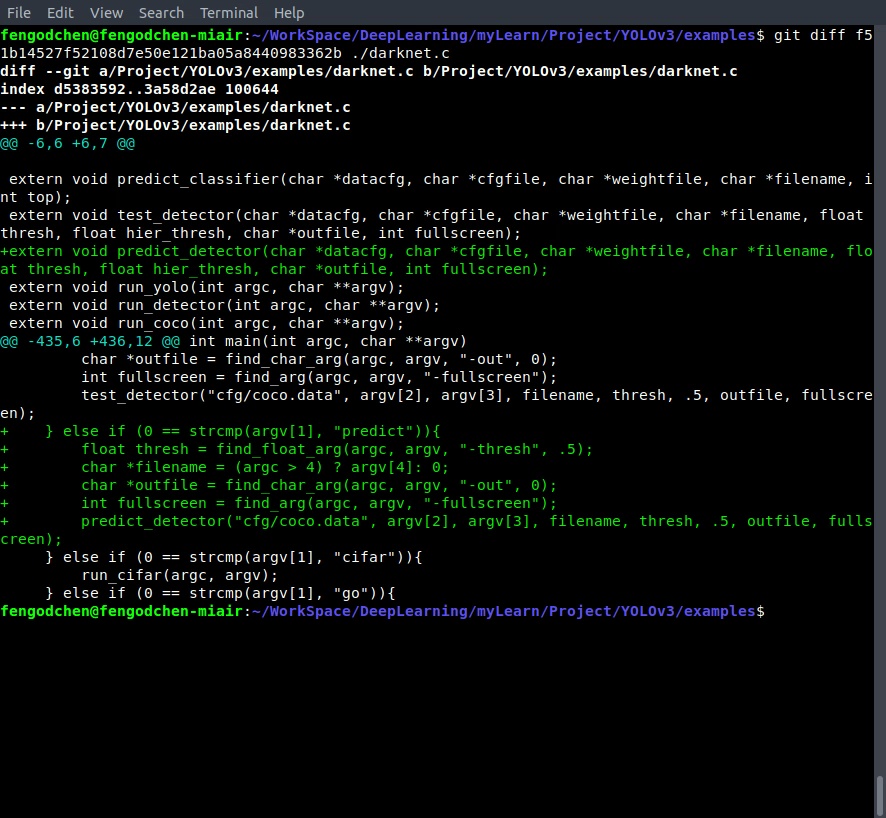 File Edit View Search Terminal Help
fengodchen@fengodchen-miair:~/WorkSpace/DeepLearning/myLearn/Project/YOLOv3/examples$ git diff f5
1b14527f52108d7e50e121ba05a8440983362b ./darknet.c
diff --git a/Project/YOLOv3/examples/darknet.c b/Project/YOLOv3/examples/darknet.c
index d5383592..3a58d2ae 100644
--- a/Project/YOLOv3/examples/darknet.c
+++ b/Project/YOLOv3/examples/darknet.c
@@ -6,6 +6,7 @@
 extern void predict_classifier(char *datacfg, char *cfgfile, char *weightfile, char *filename, i
nt top);
 extern void test_detector(char *datacfg, char *cfgfile, char *weightfile, char *filename, float
thresh, float hier_thresh, char *outfile, int fullscreen);
+extern void predict_detector(char *datacfg, char *cfgfile, char *weightfile, char *filename, flo
at thresh, float hier_thresh, char *outfile, int fullscreen);
 extern void run_yolo(int argc, char **argv);
 extern void run_detector(int argc, char **argv);
 extern void run_coco(int argc, char **argv);
@@ -435,6 +436,12 @@ int main(int argc, char **argv)
         char *outfile = find_char_arg(argc, argv, "-out", 0);
         int fullscreen = find_arg(argc, argv, "-fullscreen");
         test_detector("cfg/coco.data", argv[2], argv[3], filename, thresh, .5, outfile, fullscre
en);
+    } else if (0 == strcmp(argv[1], "predict")){
+        float thresh = find_float_arg(argc, argv, "-thresh", .5);
+        char *filename = (argc > 4) ? argv[4]: 0;
+        char *outfile = find_char_arg(argc, argv, "-out", 0);
+        int fullscreen = find_arg(argc, argv, "-fullscreen");
+        predict_detector("cfg/coco.data", argv[2], argv[3], filename, thresh, .5, outfile, fulls
creen);
     } else if (0 == strcmp(argv[1], "cifar")){
         run_cifar(argc, argv);
     } else if (0 == strcmp(argv[1], "go")){
fengodchen@fengodchen-miair:~/WorkSpace/DeepLearning/myLearn/Project/YOLOv3/examples$